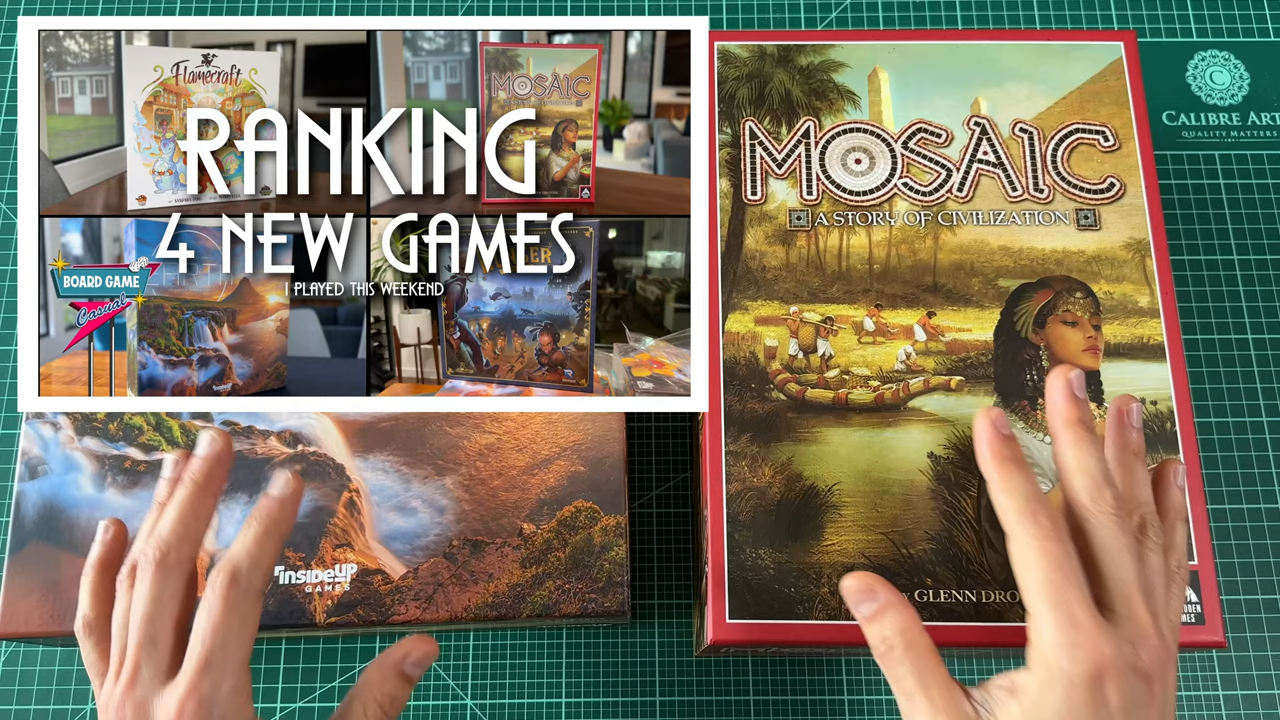 Flamecraft
MOSAIC
RANKING
4 NEW GAMES
I PLAYED THIS WEEKEND
BOARD GAME
Casual
INSIDEUP
GAMES
MOSAIC
A STORY OF CIVILIZATION
GLENN DRO
C
CALIBRE ART
QUALITY MATTERS